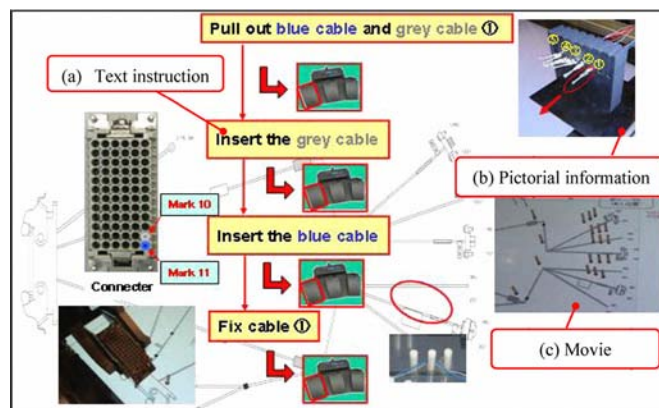 Pull out blue cable and grey cable ①
(a) Text instruction
Insert the grey cable
(b) Pictorial information
Mark 10
Insert the blue cable
Mark 11
Connecter
Fix cable ①
(c) Movie